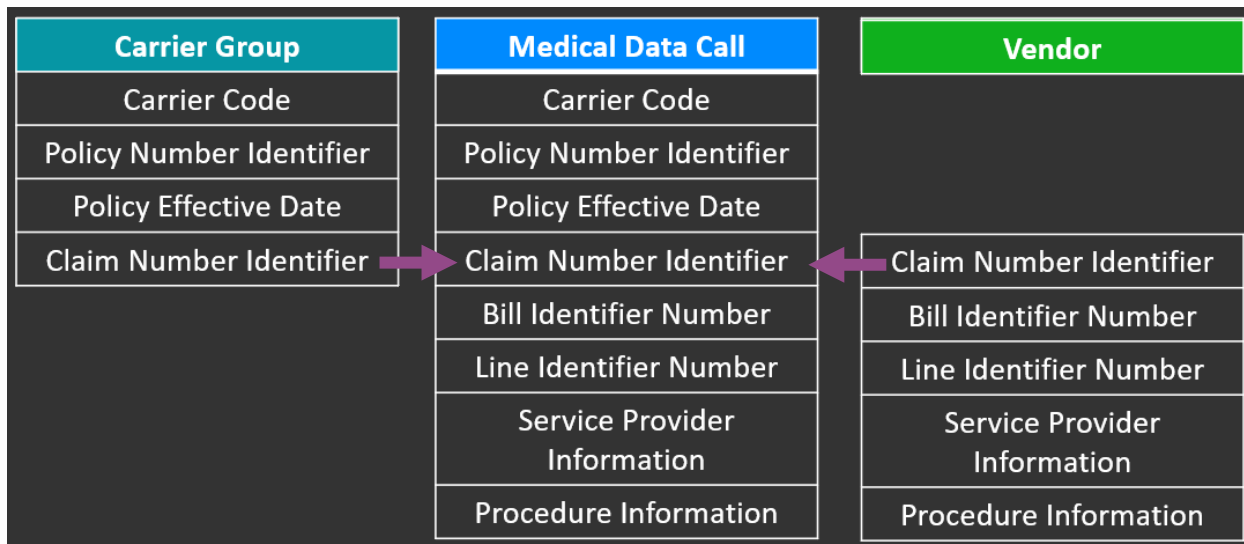 Carrier Group
Carrier Code
Policy Number Identifier
Policy Effective Date
Claim Number Identifier
Medical Data Call
Carrier Code
Policy Number Identifier
Policy Effective Date
Claim Number Identifier
Bill Identifier Number
Line Identifier Number
Service Provider
Information
Procedure Information
Vendor
Claim Number Identifier
Bill Identifier Number
Line Identifier Number
Service Provider
Information
Procedure Information